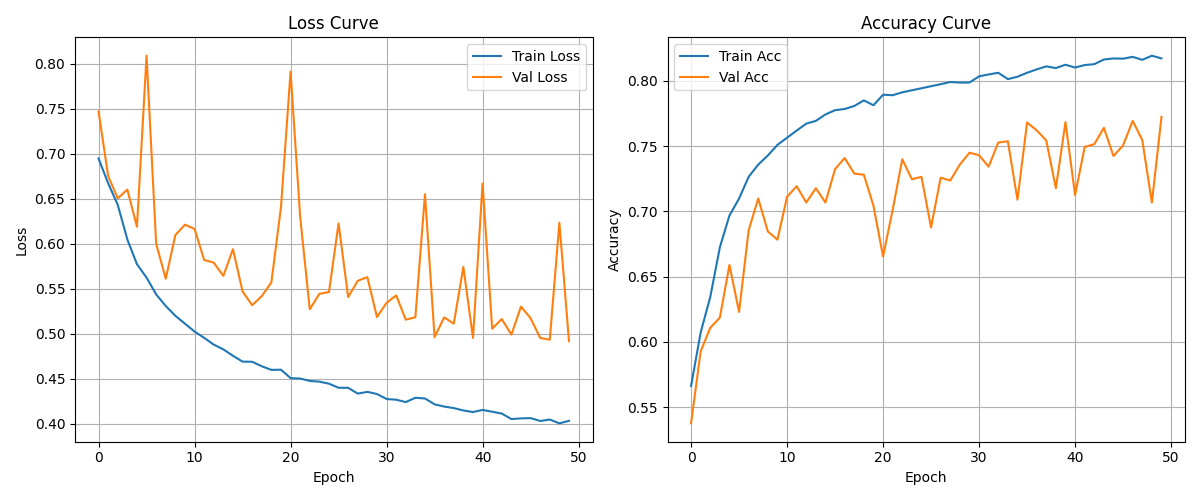 Loss Curve
Train Loss
Val Loss
0.80
0.75
0.70
0.65
0.60
0.55
0.50
0.45
0.40
Loss
0 10 20 30 40 50
Epoch
Accuracy Curve
Train Acc
Val Acc
0.80
0.75
0.70
0.65
0.60
0.55
Accuracy
0 10 20 30 40 50
Epoch